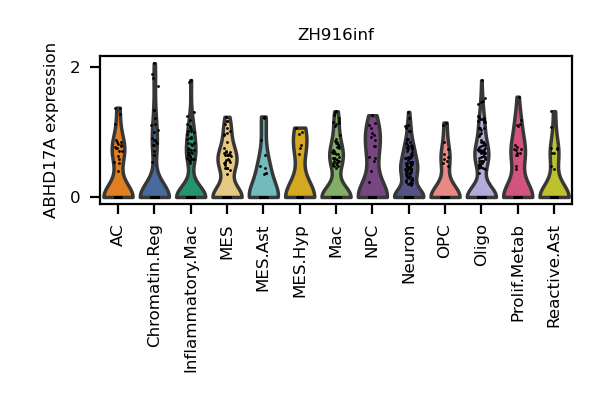 ZH916inf
ABHD17A expression
2
0
AC
Chromatin.Reg
Inflammatory.Mac
MES
MES.Ast
MES.Hyp
Mac
NPC
Neuron
OPC
Oligo
Prolif.Metab
Reactive.Ast